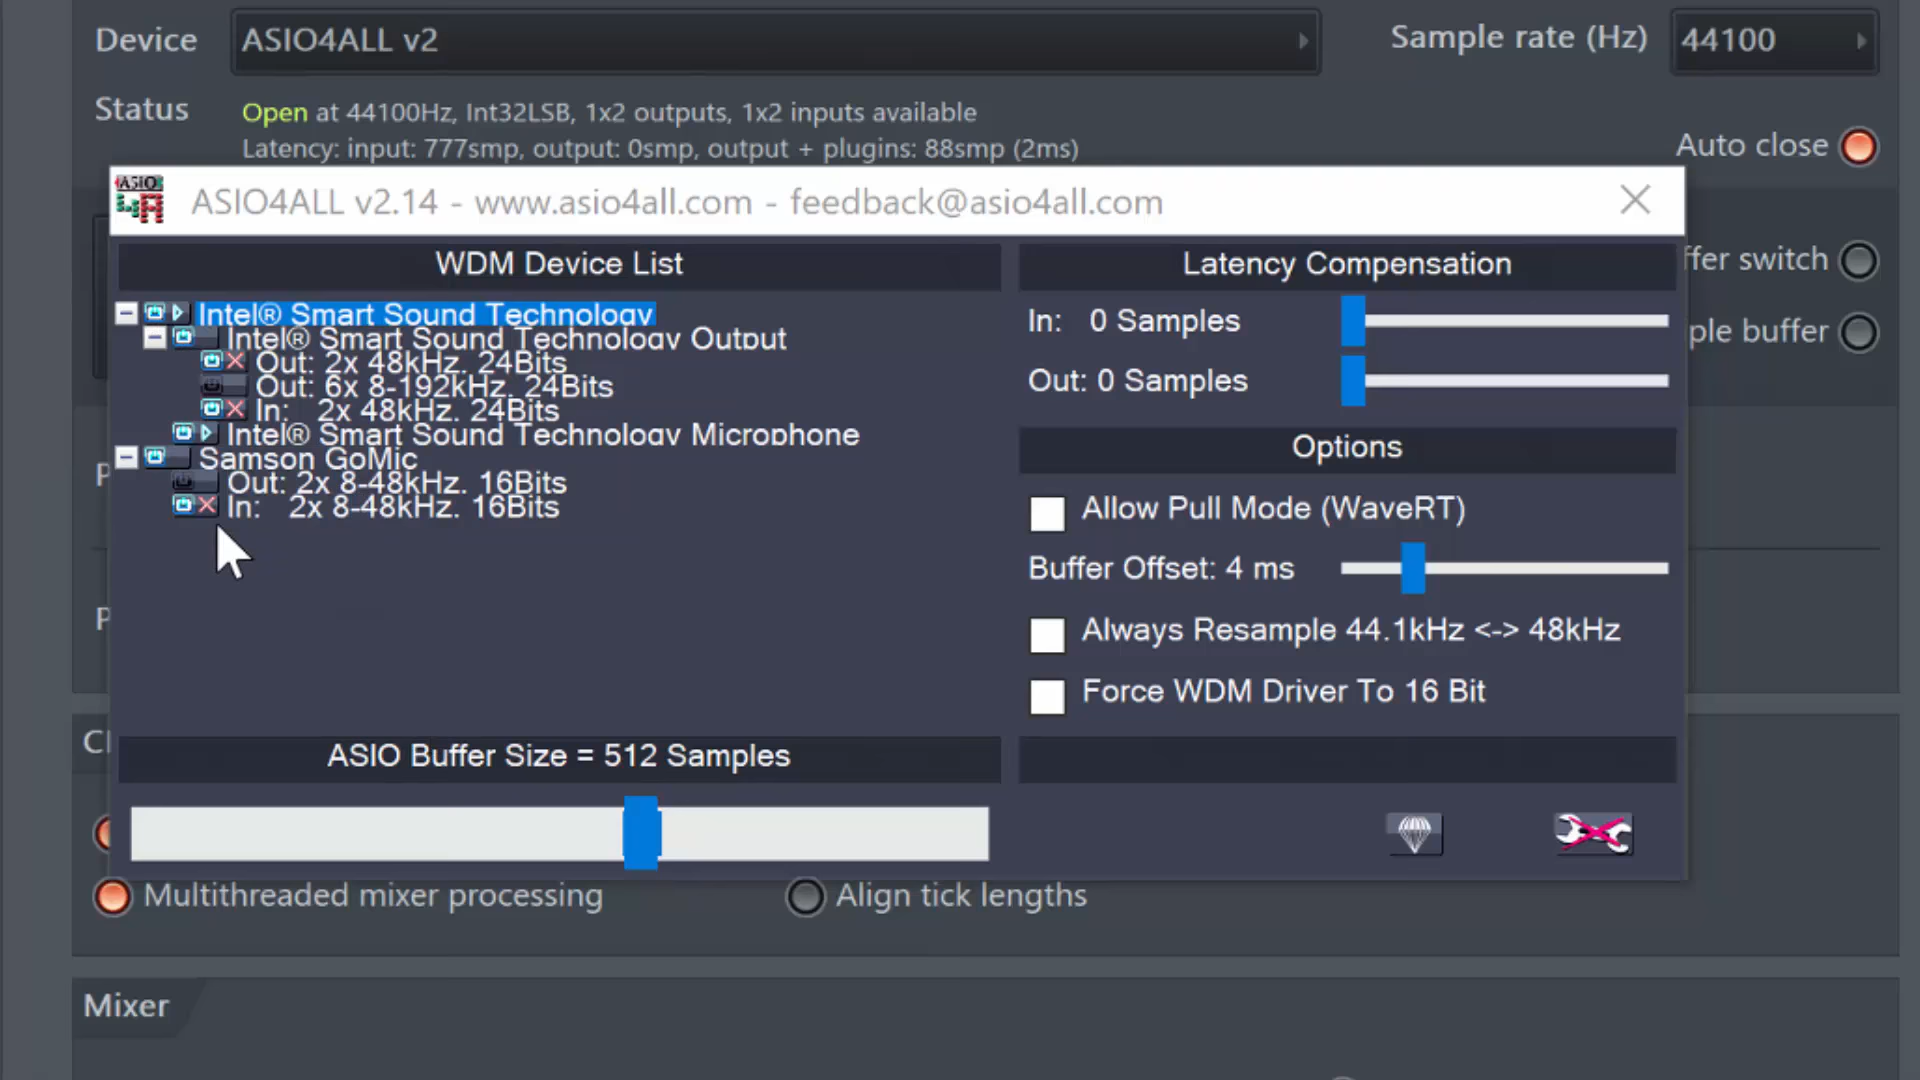 Device
ASIO4ALL v2
Sample rate (Hz)
44100
Status
Open at 44100Hz, Int32LSB, 1x2 outputs, 1x2 inputs available
Latency: input: 777smp, output: 0smp, output + plugins: 88smp (2ms)
Auto close
ASIO4ALL v2.14 - www.asio4all.com - feedback@asio4all.com
WDM Device List
Intel® Smart Sound Technology
Intel® Smart Sound Technology Output
Out: 2x 48kHz, 24Bits
Out: 6x 8-192kHz, 24Bits
In: 2x 48kHz, 24Bits
Intel® Smart Sound Technology Microphone
Samson GoMic
Out: 2x 8-48kHz, 16Bits
In: 2x 8-48kHz, 16Bits
Latency Compensation
In: 0 Samples
Out: 0 Samples
Options
Allow Pull Mode (WaveRT)
Buffer Offset: 4 ms
Always Resample 44.1kHz <-> 48kHz
Force WDM Driver To 16 Bit
switch
buffer
ASIO Buffer Size = 512 Samples
Multithreaded mixer processing
Align tick lengths
Mixer